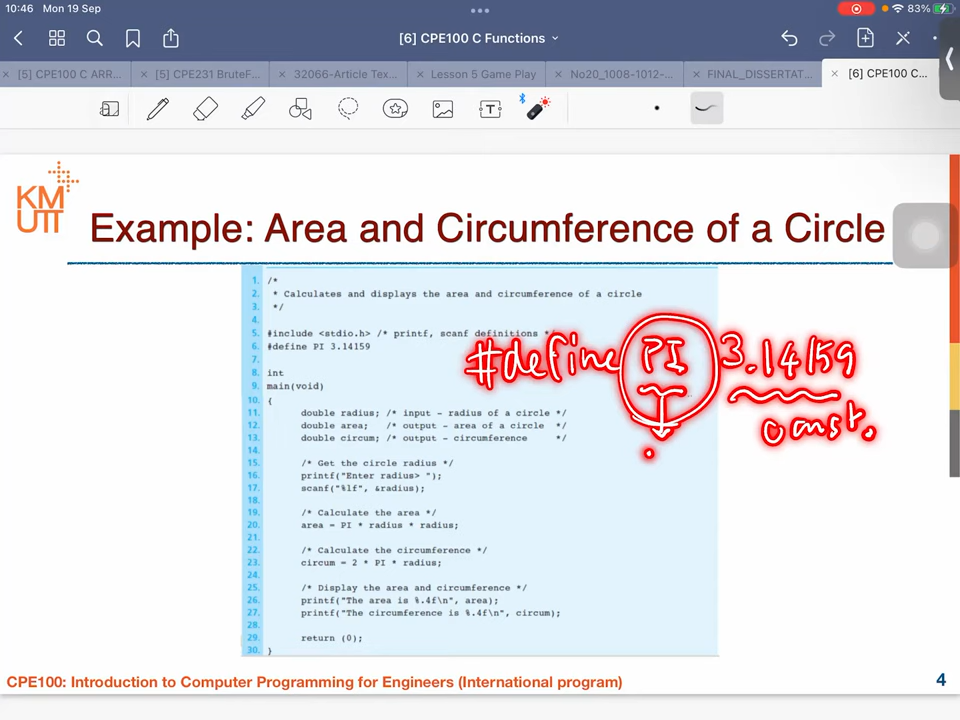 10:46 Mon 19 Sep
83%
[6] CPE100 C Functions
[5] CPE100 C ARR...
[5] CPE231 BruteF...
32066-Article Tex...
Lesson 5 Game Play
No20_1008-1012-...
FINAL_DISSERTAT...
[6] CPE100 C...
KM
UTT
Example: Area and Circumference of a Circle
1. /*
2. * Calculates and displays the area and circumference of a circle
3. */
4.
5. #include <stdio.h> /* printf, scanf definitions */
6. #define PI 3.14159
7.
8. int
9. main(void)
10. {
11. double radius; /* input - radius of a circle */
12. double area; /* output - area of a circle */
13. double circum; /* output - circumference */
14.
15. /* Get the circle radius */
16. printf("Enter radius> ");
17. scanf("%lf", &radius);
18.
19. /* Calculate the area */
20. area = PI * radius * radius;
21.
22. /* Calculate the circumference */
23. circum = 2 * PI * radius;
24.
25. /* Display the area and circumference */
26. printf("The area is %.4f\n", area);
27. printf("The circumference is %.4f\n", circum);
28.
29. return (0);
30. }
#define PI 3.14159
const.
CPE100: Introduction to Computer Programming for Engineers (International program)
4